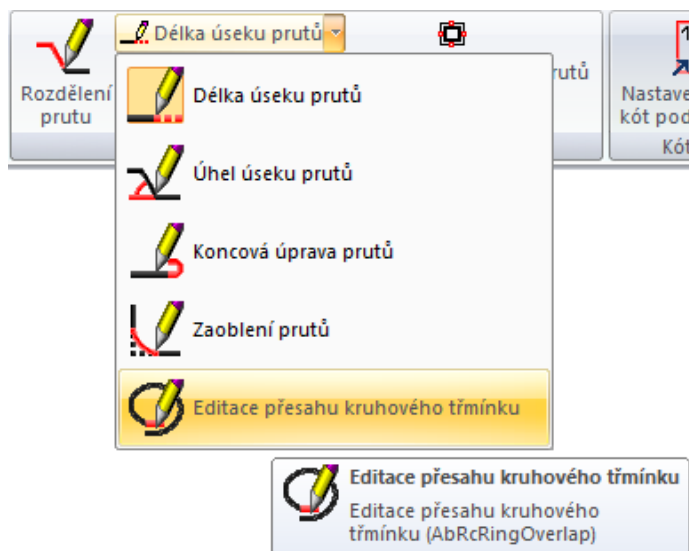 Délka úseku prutů
Rozdělení
prutu
rutů
Nastave
kót pod
Kót
Délka úseku prutů
Úhel úseku prutů
Koncová úprava prutů
Zaoblení prutů
Editace přesahu kruhového třmínku
Editace přesahu kruhového třmínku
Editace přesahu kruhového
třmínku (AbRcRingOverlap)